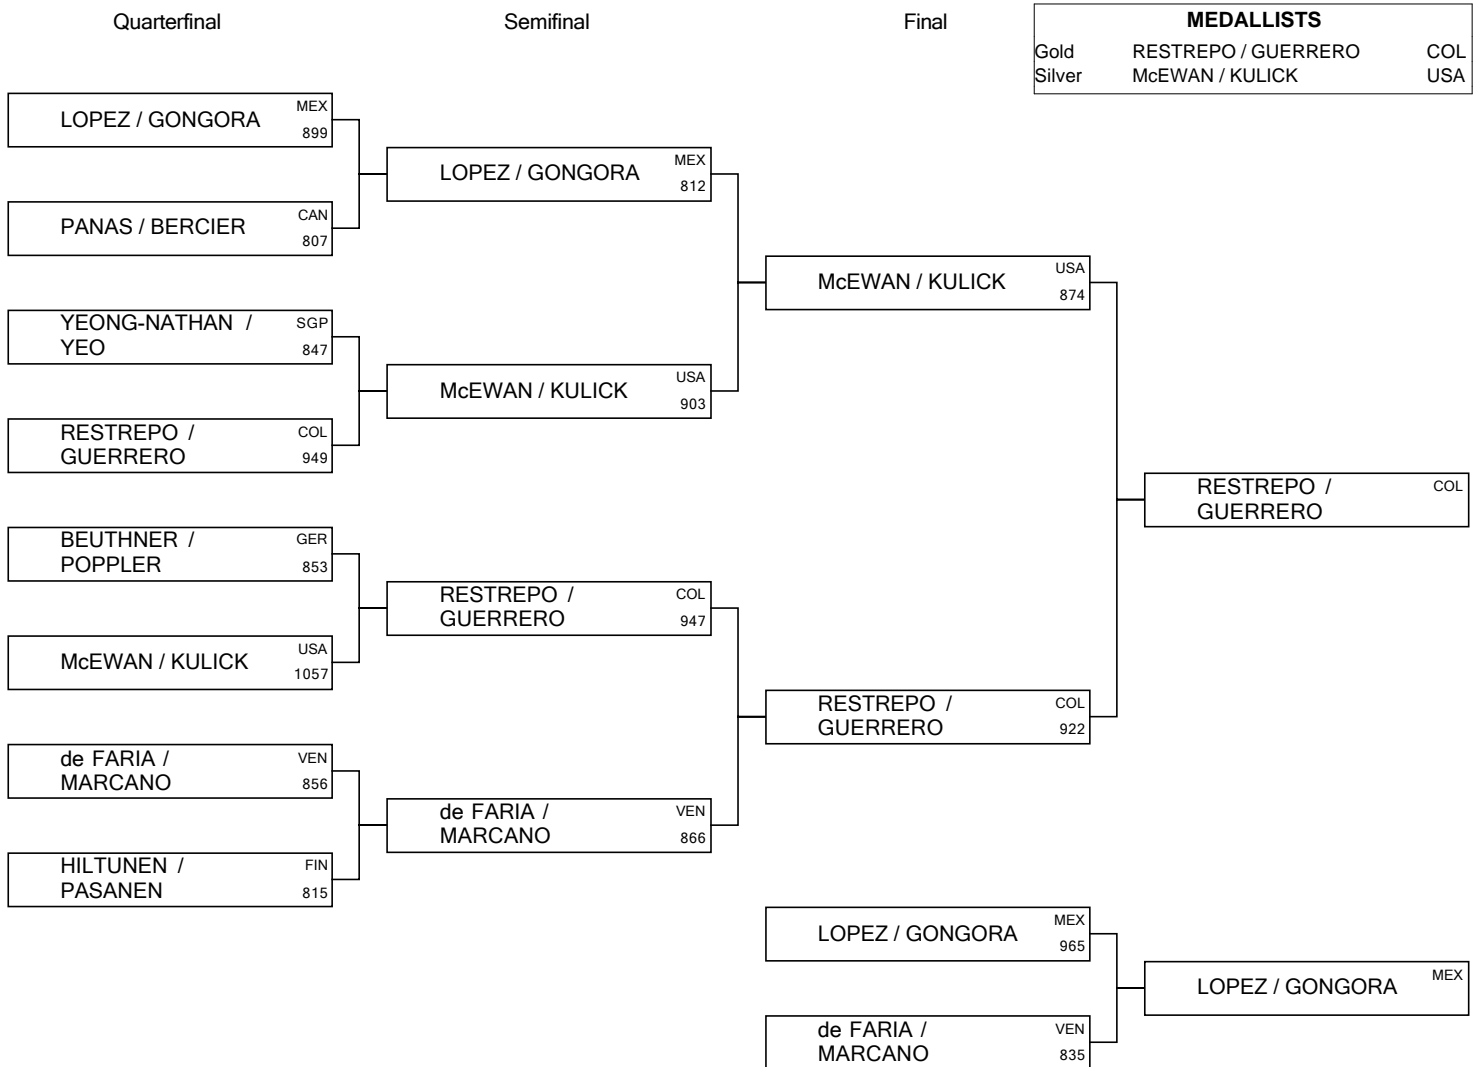 Quarterfinal Semifinal Final
MEDALLISTS
Gold RESTREPO / GUERRERO COL
Silver McEWAN / KULICK USA
LOPEZ / GONGORA MEX
899
PANAS / BERCIER CAN
807
YEONG-NATHAN / SGP
YEO 847
RESTREPO / COL
GUERRERO 949
BEUTHNER / GER
POPPLER 853
McEWAN / KULICK USA
1057
de FARIA / VEN
MARCANO 856
HILTUNEN / FIN
PASANEN 815
LOPEZ / GONGORA MEX
812
McEWAN / KULICK USA
903
RESTREPO / COL
GUERRERO 947
de FARIA / VEN
MARCANO 866
McEWAN / KULICK USA
874
RESTREPO / COL
GUERRERO 922
RESTREPO / COL
GUERRERO
LOPEZ / GONGORA MEX
965
de FARIA / VEN
MARCANO 835
LOPEZ / GONGORA MEX